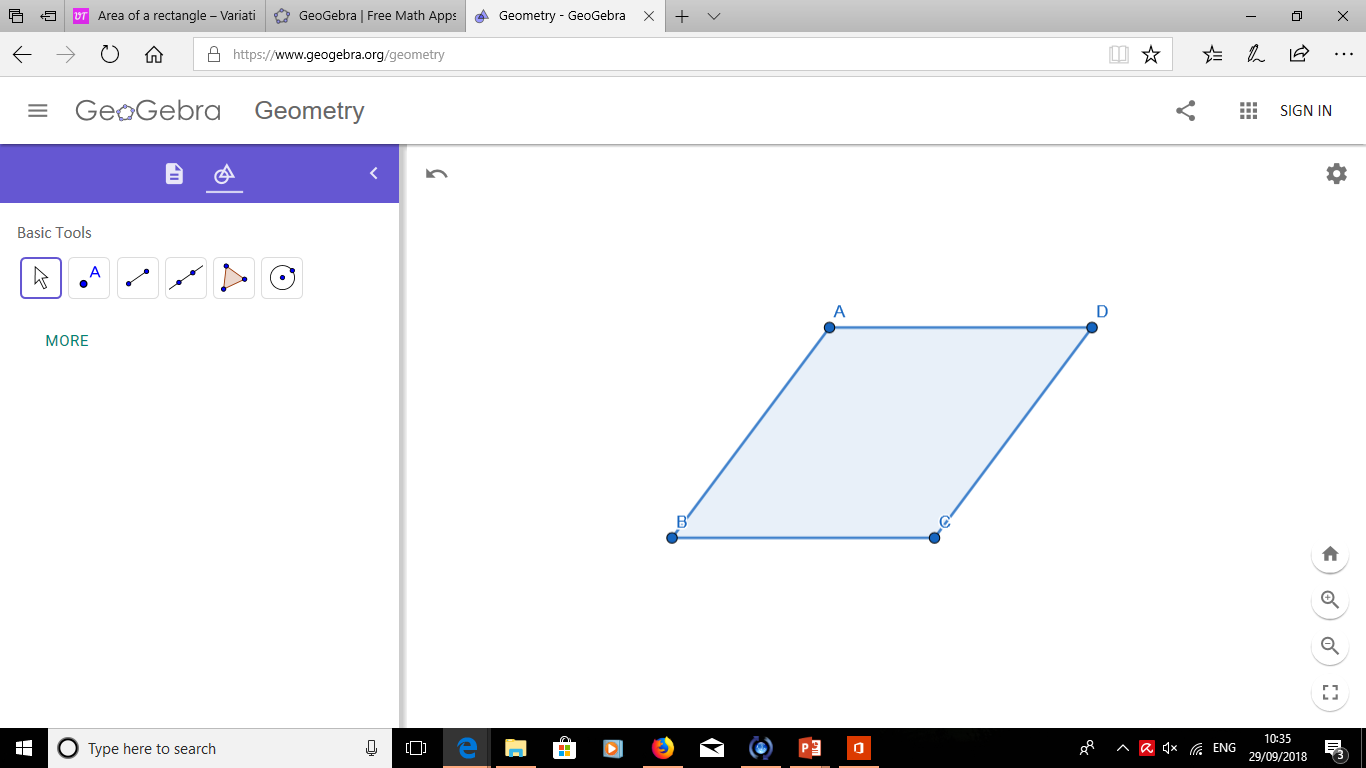 Area of a rectangle – Variati
GeoGebra | Free Math Apps
Geometry - GeoGebra
https://www.geogebra.org/geometry
GeoGebra
Geometry
SIGN IN
Basic Tools
A
MORE
A
D
B
C
Type here to search
ENG
10:35
29/09/2018
3